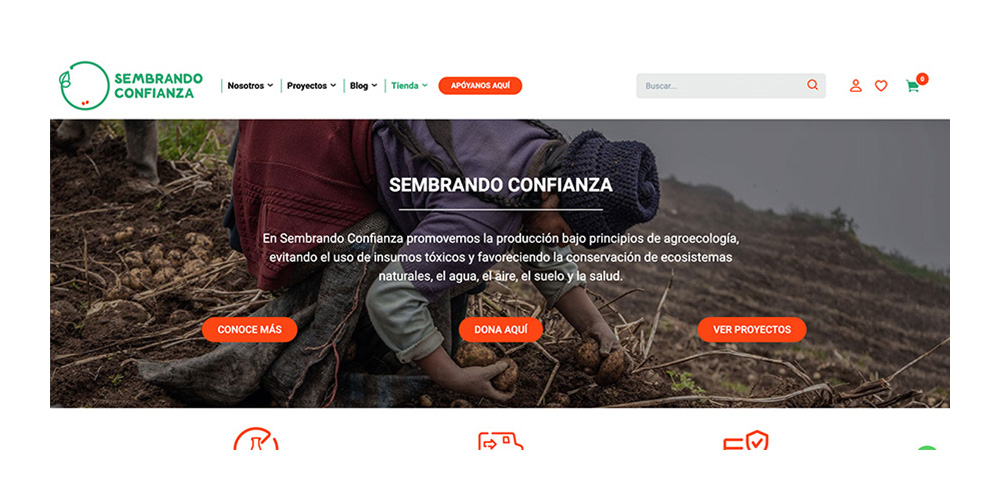 SEMBRANDO
CONFIANZA
Nosotros
Proyectos
Blog
Tienda
APÓYANOS AQUÍ
Buscar...
0
SEMBRANDO CONFIANZA
En Sembrando Confianza promovemos la producción bajo principios de agroecología,
evitando el uso de insumos tóxicos y favoreciendo la conservación de ecosistemas
naturales, el agua, el aire, el suelo y la salud.
CONOCE MÁS
DONA AQUÍ
VER PROYECTOS